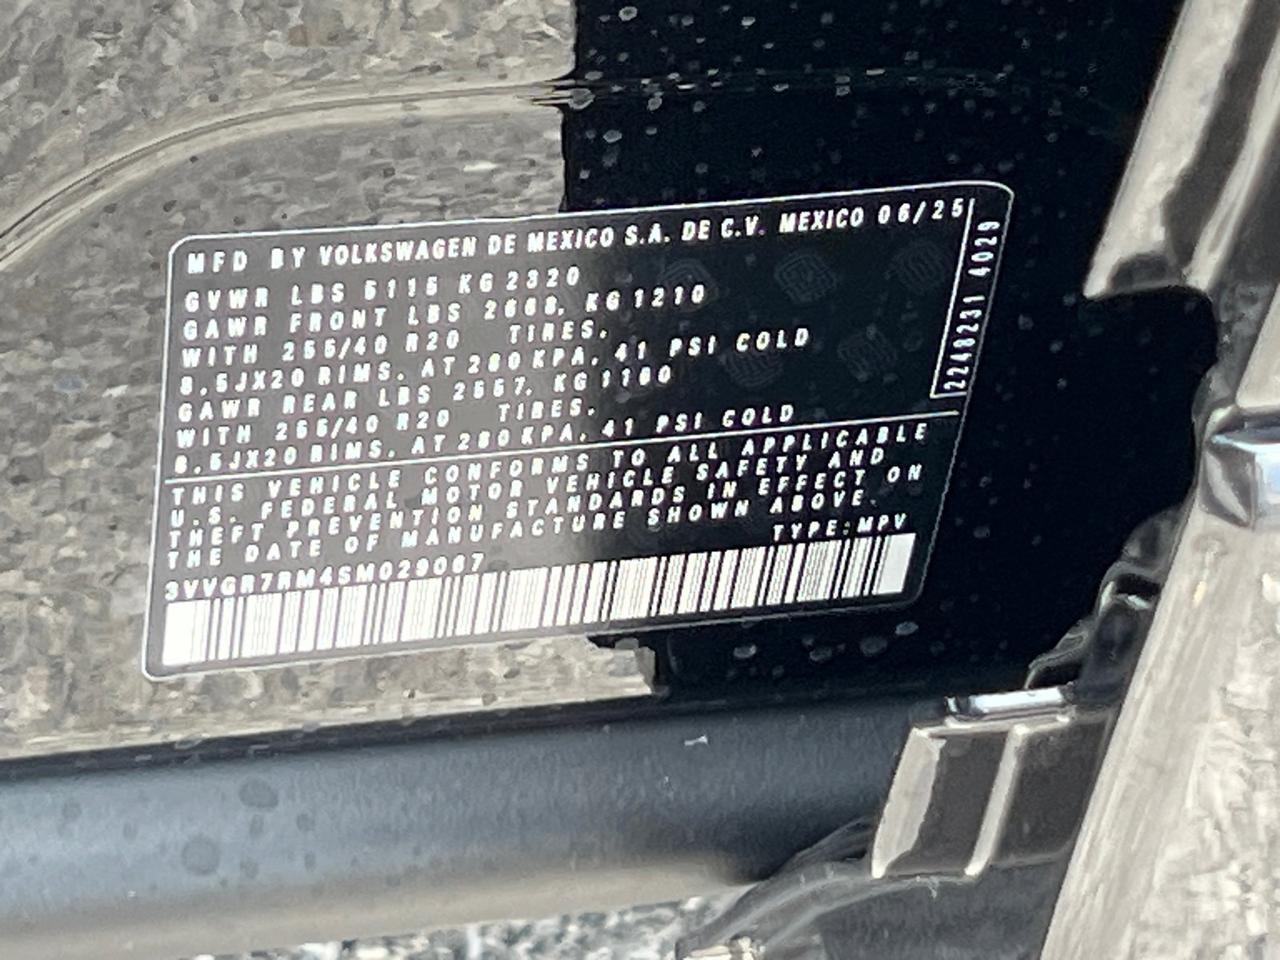 MFD BY VOLKSWAGEN DE MEXICO S.A. DE C.V. MEXICO 06/25
GVWR LBS 5115 KG 2320
GAWR FRONT LBS 2668, KG 1210
WITH 255/40 R20 TIRES,
8,5JX20 RIMS, AT 280 KPA, 41 PSI COLD
GAWR REAR LBS 2557, KG 1160
WITH 255/40 R20 TIRES,
8,5JX20 RIMS, AT 280 KPA, 41 PSI COLD
THIS VEHICLE CONFORMS TO ALL APPLICABLE
U.S. FEDERAL MOTOR VEHICLE SAFETY AND
THEFT PREVENTION STANDARDS IN EFFECT ON
THE DATE OF MANUFACTURE SHOWN ABOVE.
3VVGR7RM4SM029067
TYPE: MPV
2248231 4029